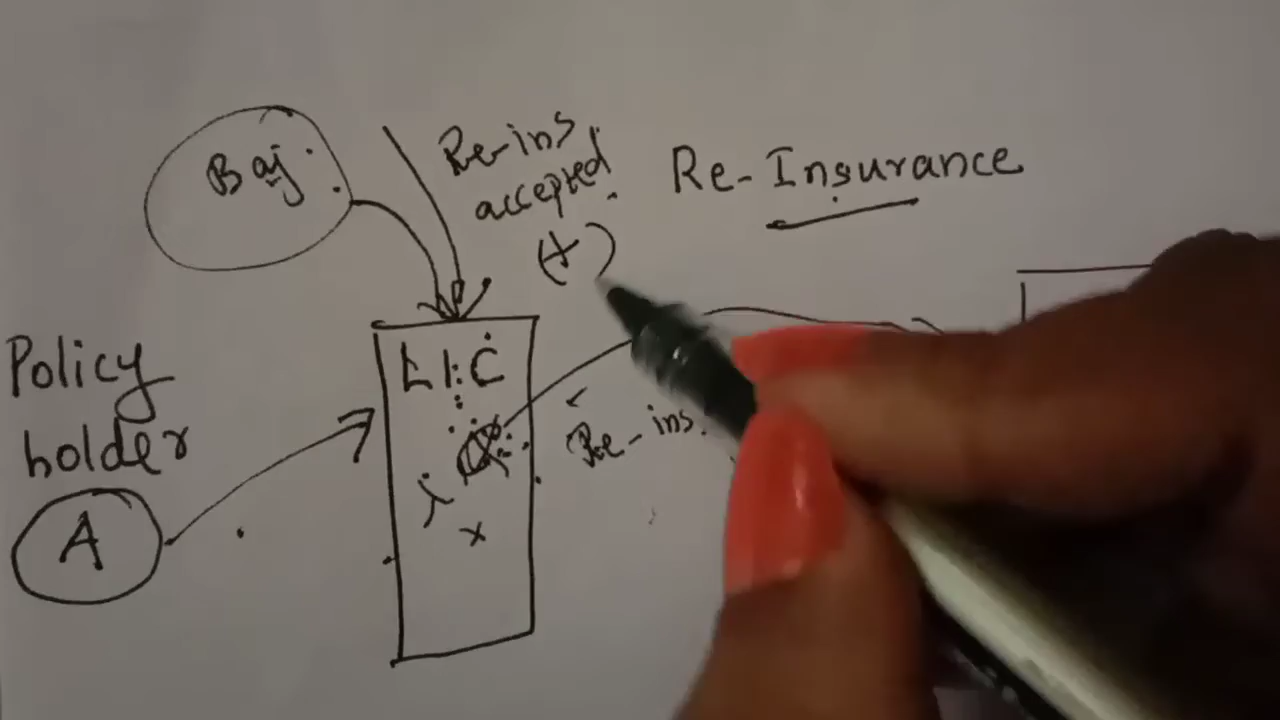 Baj.
Re-ins
accepted.
(+)
Re-Insurance
Policy
holder
A
LIC
Re-ins.
x